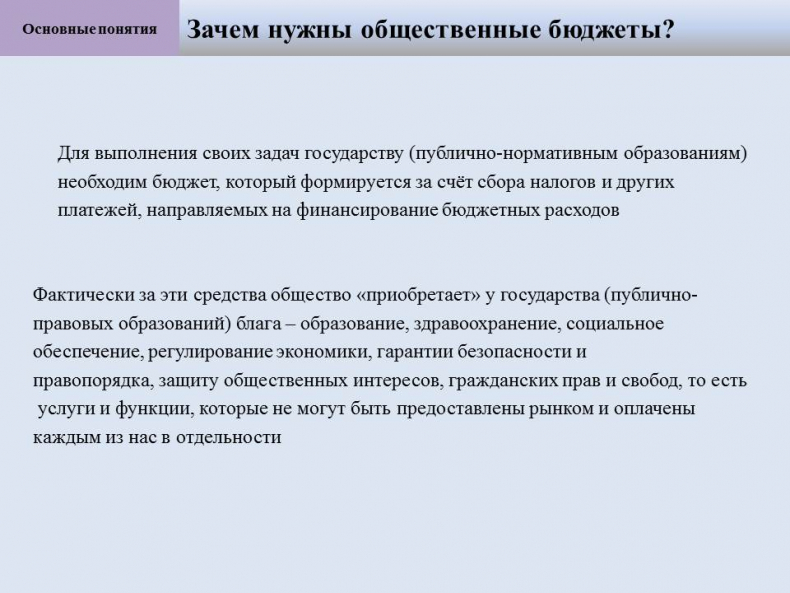 Основные понятия
Зачем нужны общественные бюджеты?
Для выполнения своих задач государству (публично-нормативным образованиям)
необходим бюджет, который формируется за счёт сбора налогов и других
платежей, направляемых на финансирование бюджетных расходов
Фактически за эти средства общество «приобретает» у государства (публично-
правовых образований) блага – образование, здравоохранение, социальное
обеспечение, регулирование экономики, гарантии безопасности и
правопорядка, защиту общественных интересов, гражданских прав и свобод, то есть
услуги и функции, которые не могут быть предоставлены рынком и оплачены
каждым из нас в отдельности